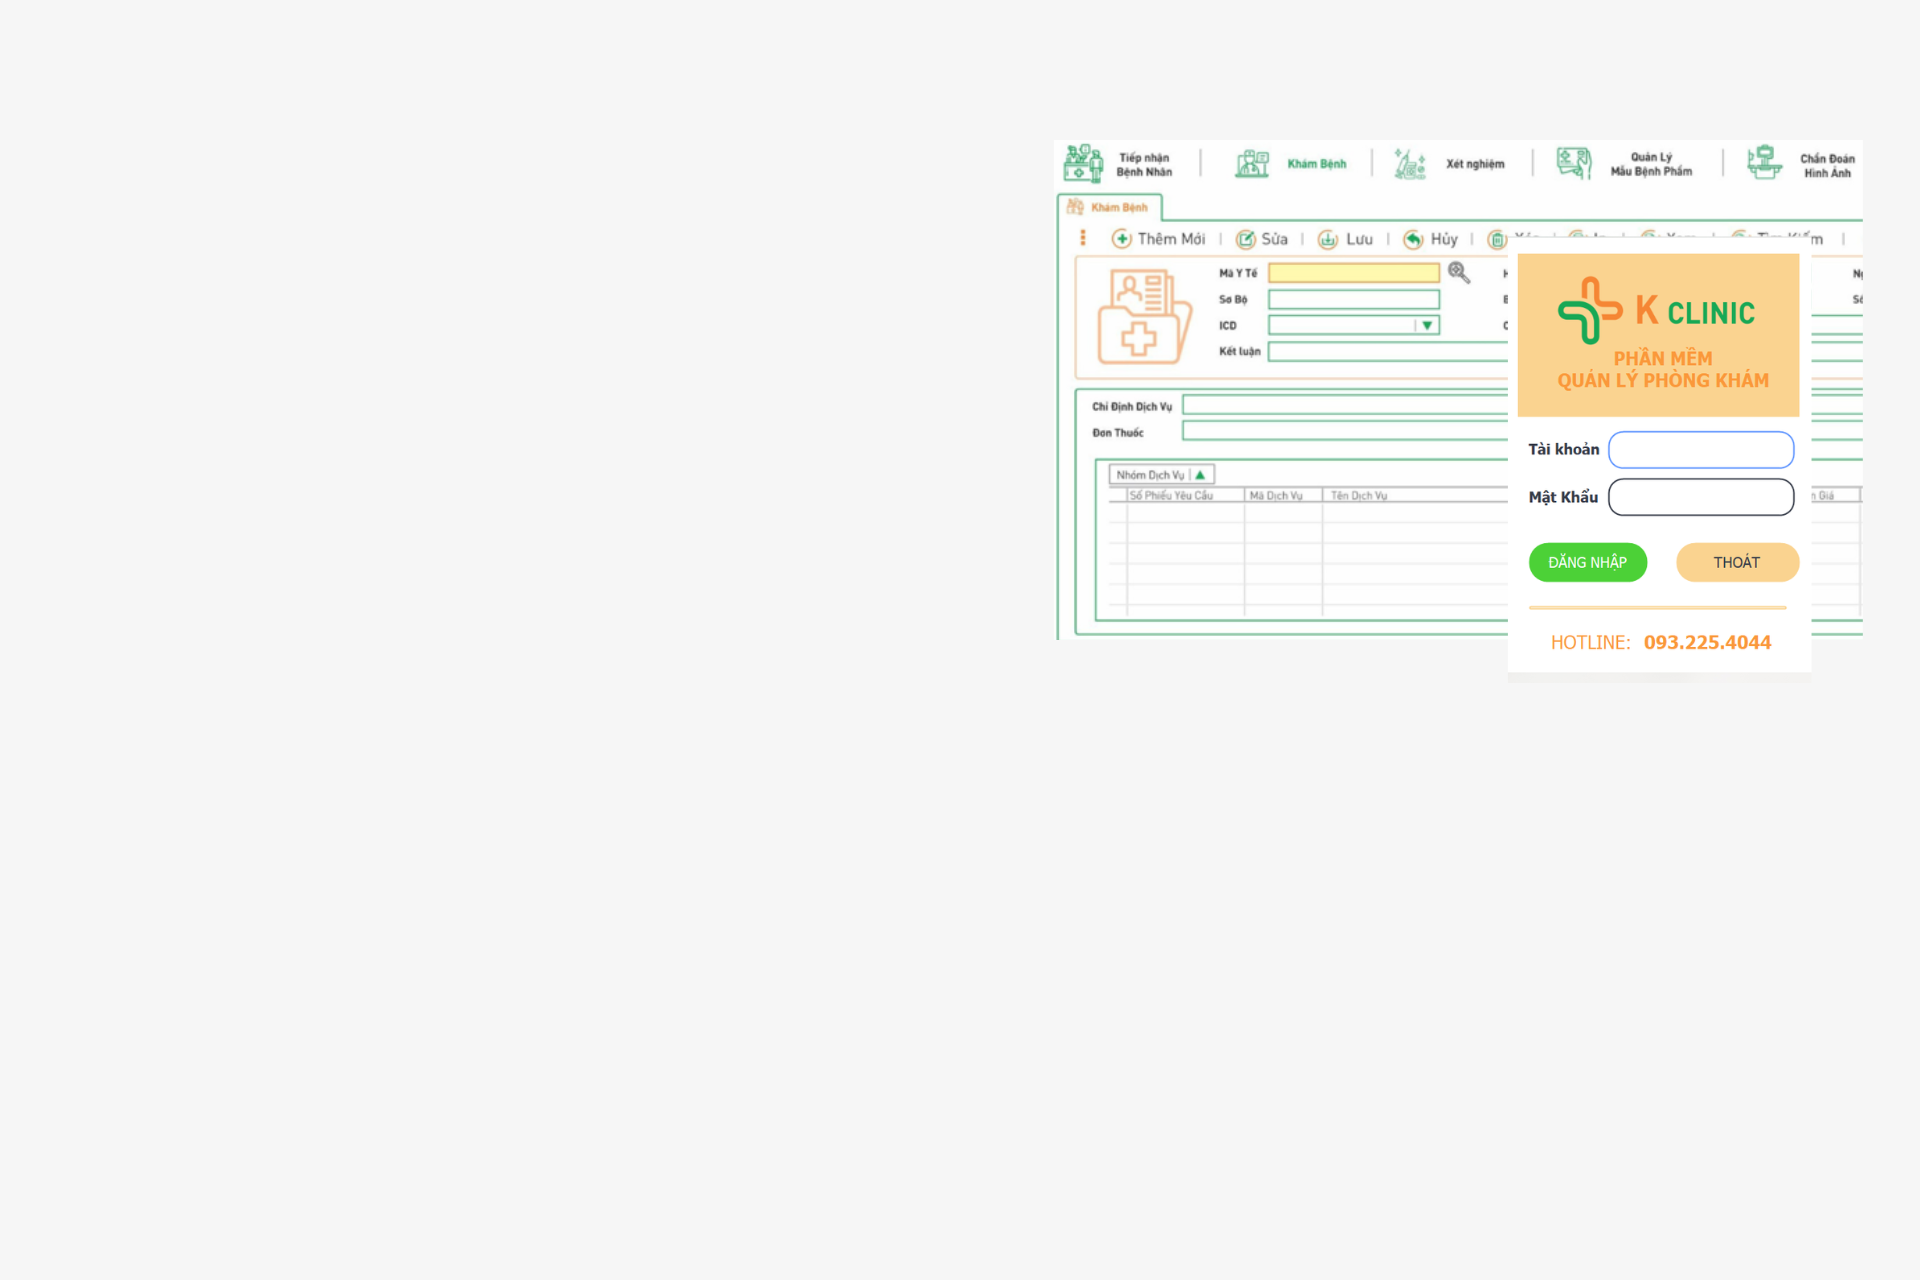 Tiếp nhận
Bệnh Nhân
Khám Bệnh
Xét nghiệm
Quản Lý
Mẫu Bệnh Phẩm
Chẩn Đoán
Hình Ảnh
Khám Bệnh
Thêm Mới
Sửa
Lưu
Hủy
Mã Y Tế
Sơ Bộ
ICD
Kết luận
Chỉ Định Dịch Vụ
Đơn Thuốc
Nhóm Dịch Vụ
Số Phiếu Yêu Cầu
Mã Dịch Vụ
Tên Dịch Vụ
Giá
K CLINIC
PHẦN MỀM
QUẢN LÝ PHÒNG KHÁM
Tài khoản
Mật Khẩu
ĐĂNG NHẬP
THOÁT
HOTLINE: 093.225.4044